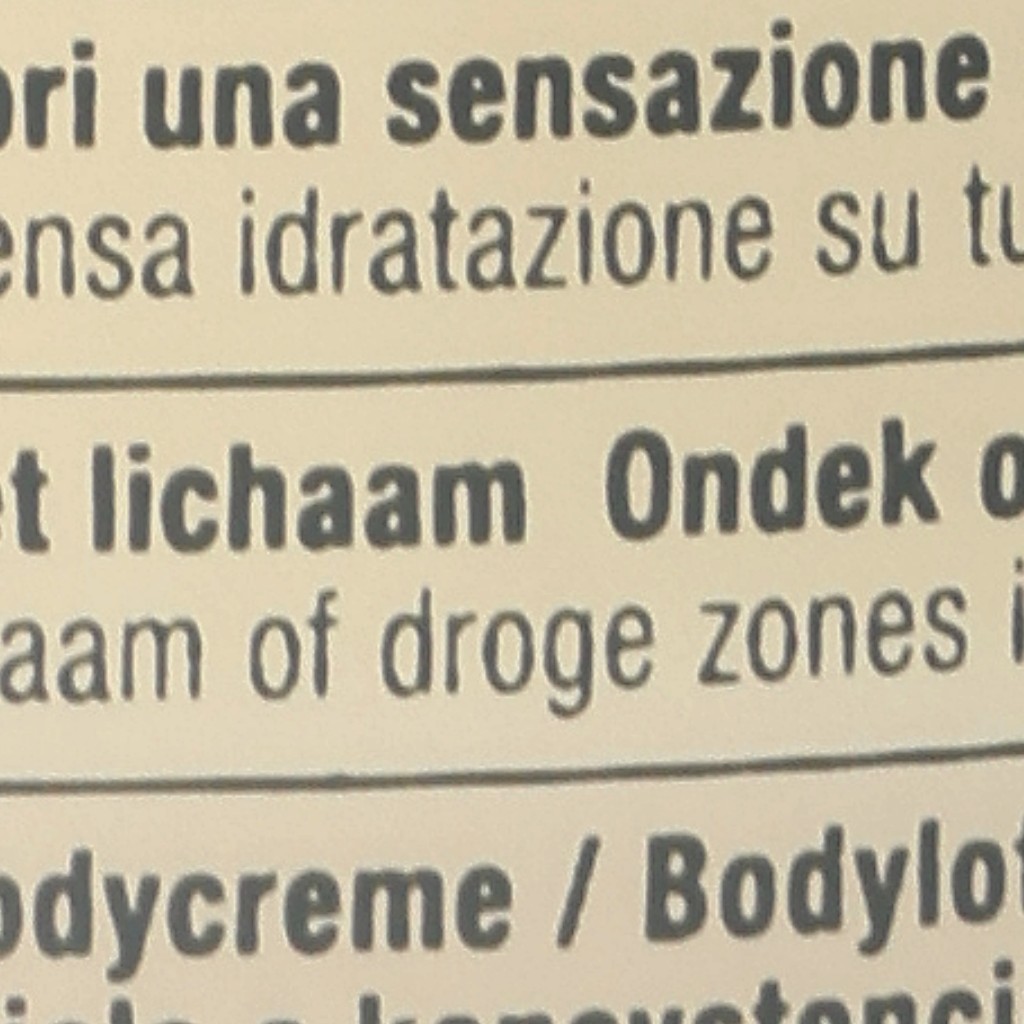 ori una sensazione
ensa idratazione su tu
et lichaam Ondek o
aam of droge zones i
odycreme / Bodylot